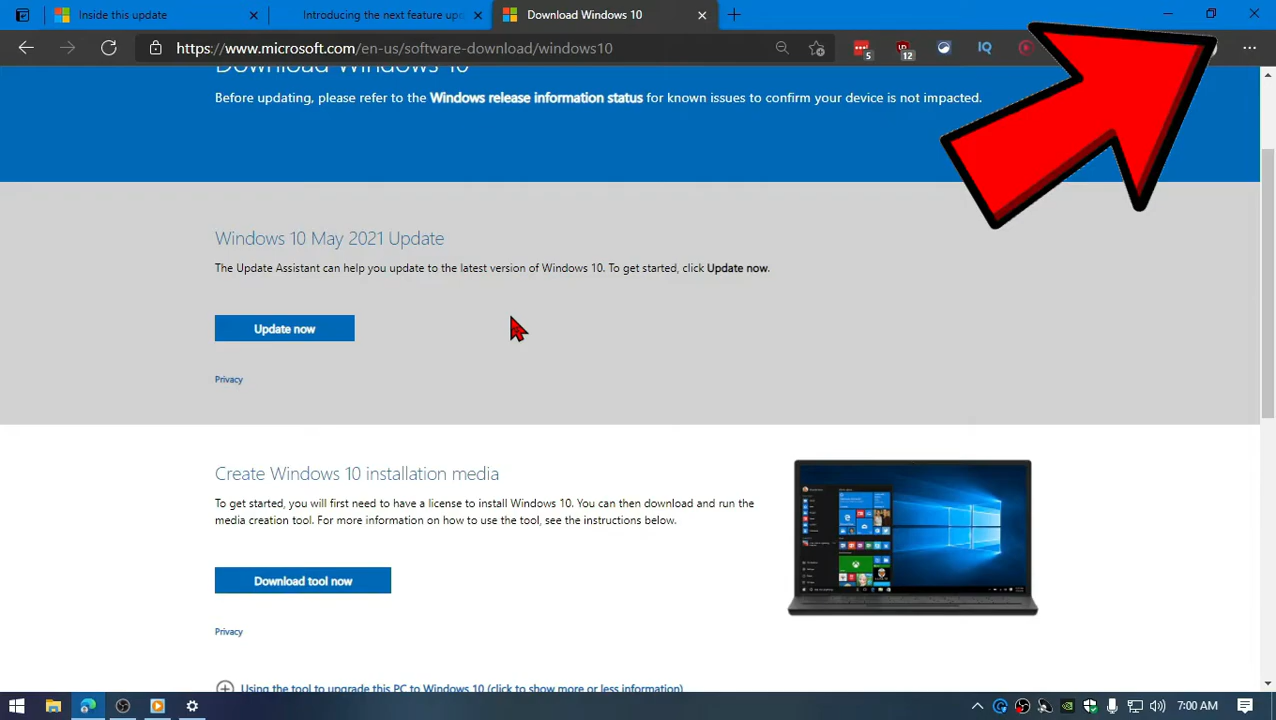 Inside this update
Introducing the next feature upd
Download Windows 10
https://www.microsoft.com/en-us/software-download/windows10
5
12
IQ
Download Windows 10
Before updating, please refer to the Windows release information status for known issues to confirm your device is not impacted.
Windows 10 May 2021 Update
The Update Assistant can help you update to the latest version of Windows 10. To get started, click Update now.
Update now
Privacy
Create Windows 10 installation media
To get started, you will first need to have a license to install Windows 10. You can then download and run the
media creation tool. For more information on how to use the tool, see the instructions below.
Download tool now
Privacy
Using the tool to upgrade this PC to Windows 10 (click to show more or less information)
7:00 AM